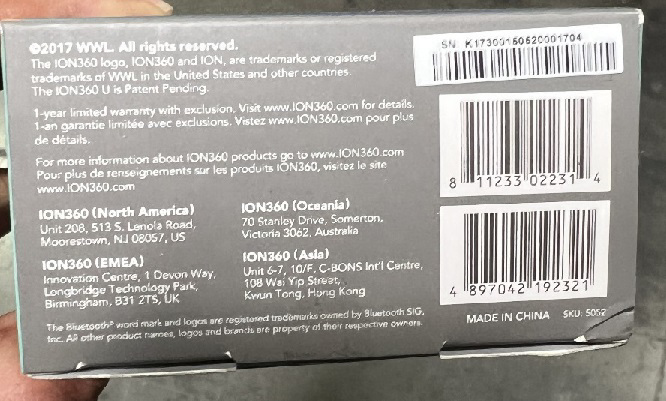 ©2017 WWL. All rights reserved.
The ION360 logo, ION360 and ION, are trademarks or registered
trademarks of WWL in the United States and other countries.
The ION360 U is Patent Pending.
1-year limited warranty with exclusion. Visit www.ION360.com for details.
1-an garantie limitée avec exclusions. Vistez www.ION360.com pour plus
de détails.
For more information about ION360 products go to www.ION360.com
Pour plus de renseignements sur les produits ION360, visitez le site
www.ION360.com
ION360 (North America)
Unit 208, 513 S. Lenola Road,
Moorestown, NJ 08057, US
ION360 (EMEA)
Innovation Centre, 1 Devon Way,
Longbridge Technology Park,
Birmingham, B31 2TS, UK
ION360 (Oceania)
70 Stanley Drive, Somerton,
Victoria 3062, Australia
ION360 (Asia)
Unit 6-7, 10/F. C-BONS Int'l Centre,
108 Wai Yip Street,
Kwun Tong, Hong Kong
The Bluetooth® word mark and logos are registered trademarks owned by Bluetooth SIG,
Inc. All other product names, logos and brands are property of their respective owners.
SN: K17300150520001704
8 11233 02231 4
4 897042 192321
MADE IN CHINA SKU: 5052